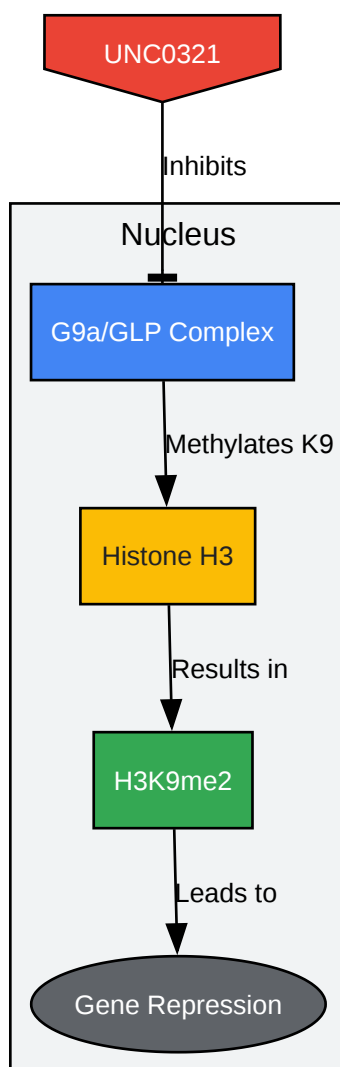 UNC0321
Inhibits
Nucleus
G9a/GLP Complex
Methylates K9
Histone H3
Results in
H3K9me2
Leads to
Gene Repression